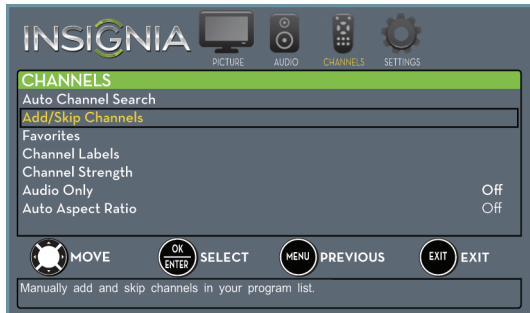 INSIGNIA
PICTURE AUDIO CHANNELS SETTINGS
CHANNELS
Auto Channel Search
Add/Skip Channels
Favorites
Channel Labels
Channel Strength
Audio Only Off
Auto Aspect Ratio Off
MOVE OK ENTER SELECT MENU PREVIOUS EXIT EXIT
Manually add and skip channels in your program list.